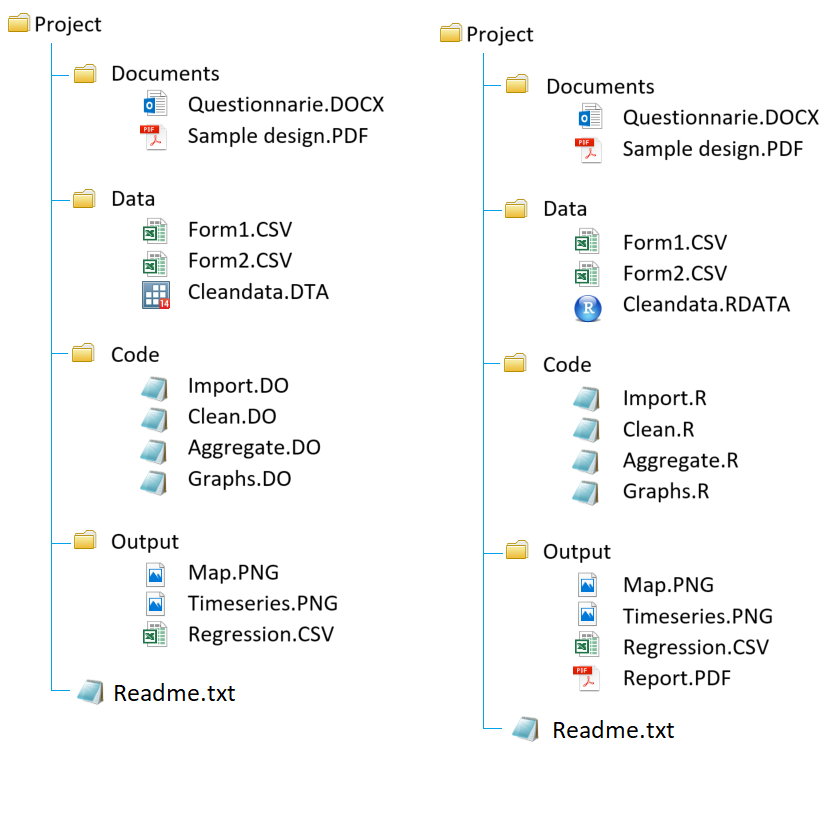 Project
Documents
Questionnarie.DOCX
Sample design.PDF
Data
Form1.CSV
Form2.CSV
Cleandata.DTA
Code
Import.DO
Clean.DO
Aggregate.DO
Graphs.DO
Output
Map.PNG
Timeseries.PNG
Regression.CSV
Readme.txt
Project
Documents
Questionnarie.DOCX
Sample design.PDF
Data
Form1.CSV
Form2.CSV
Cleandata.RDATA
Code
Import.R
Clean.R
Aggregate.R
Graphs.R
Output
Map.PNG
Timeseries.PNG
Regression.CSV
Report.PDF
Readme.txt